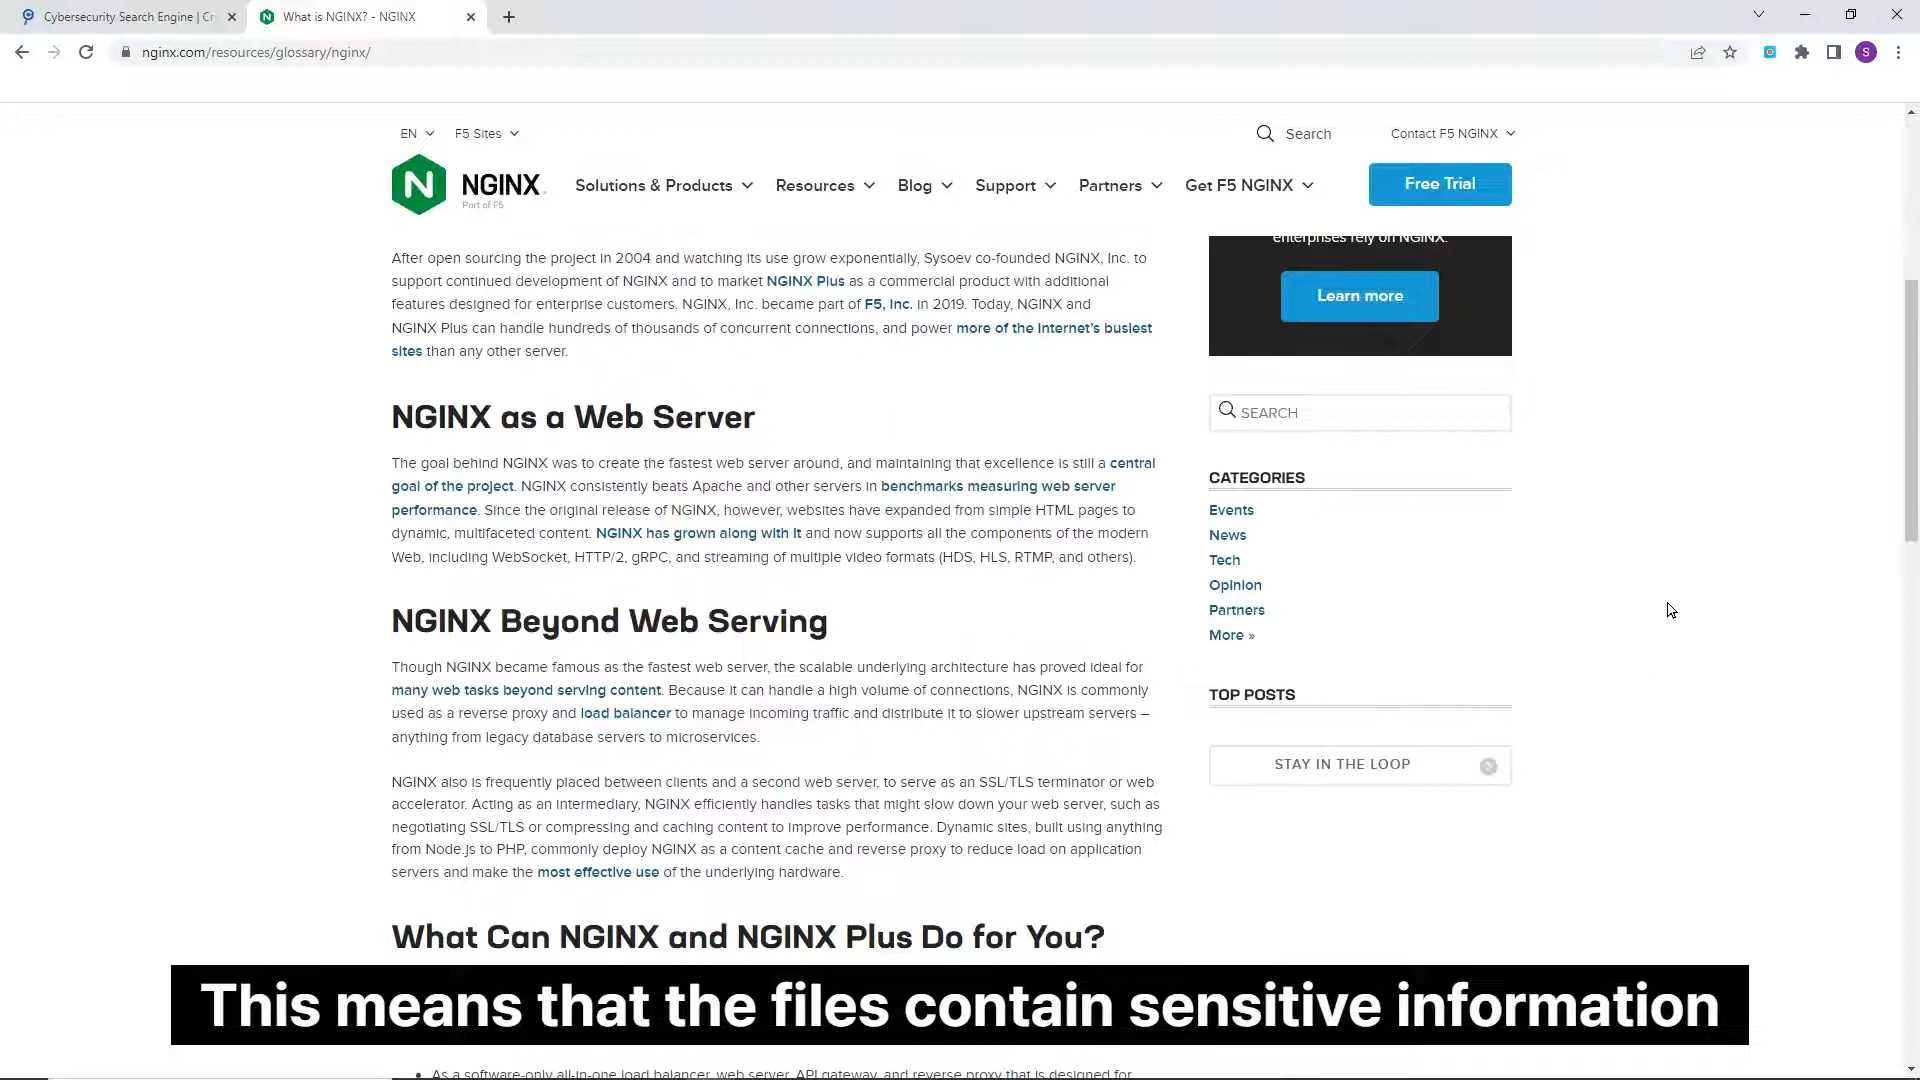 Cybersecurity Search Engine | Cr
What is NGINX? - NGINX
nginx.com/resources/glossary/nginx/
S
EN
F5 Sites
Search
Contact F5 NGINX
N
NGINX
Part of F5
Solutions & Products
Resources
Blog
Support
Partners
Get F5 NGINX
Free Trial
After open sourcing the project in 2004 and watching its use grow exponentially, Sysoev co-founded NGINX, Inc. to
support continued development of NGINX and to market NGINX Plus as a commercial product with additional
features designed for enterprise customers. NGINX, Inc. became part of F5, Inc. in 2019. Today, NGINX and
NGINX Plus can handle hundreds of thousands of concurrent connections, and power more of the Internet's busiest
sites than any other server.
enterprises rely on NGINX.
Learn more
NGINX as a Web Server
The goal behind NGINX was to create the fastest web server around, and maintaining that excellence is still a central
goal of the project. NGINX consistently beats Apache and other servers in benchmarks measuring web server
performance. Since the original release of NGINX, however, websites have expanded from simple HTML pages to
dynamic, multifaceted content. NGINX has grown along with it and now supports all the components of the modern
Web, including WebSocket, HTTP/2, gRPC, and streaming of multiple video formats (HDS, HLS, RTMP, and others).
SEARCH
CATEGORIES
Events
News
Tech
Opinion
Partners
More »
NGINX Beyond Web Serving
Though NGINX became famous as the fastest web server, the scalable underlying architecture has proved ideal for
many web tasks beyond serving content. Because it can handle a high volume of connections, NGINX is commonly
used as a reverse proxy and load balancer to manage incoming traffic and distribute it to slower upstream servers –
anything from legacy database servers to microservices.
TOP POSTS
STAY IN THE LOOP
NGINX also is frequently placed between clients and a second web server, to serve as an SSL/TLS terminator or web
accelerator. Acting as an intermediary, NGINX efficiently handles tasks that might slow down your web server, such as
negotiating SSL/TLS or compressing and caching content to improve performance. Dynamic sites, built using anything
from Node.js to PHP, commonly deploy NGINX as a content cache and reverse proxy to reduce load on application
servers and make the most effective use of the underlying hardware.
What Can NGINX and NGINX Plus Do for You?
This means that the files contain sensitive information
• As a software-only all-in-one load balancer, web server, API gateway, and reverse proxy that is designed for